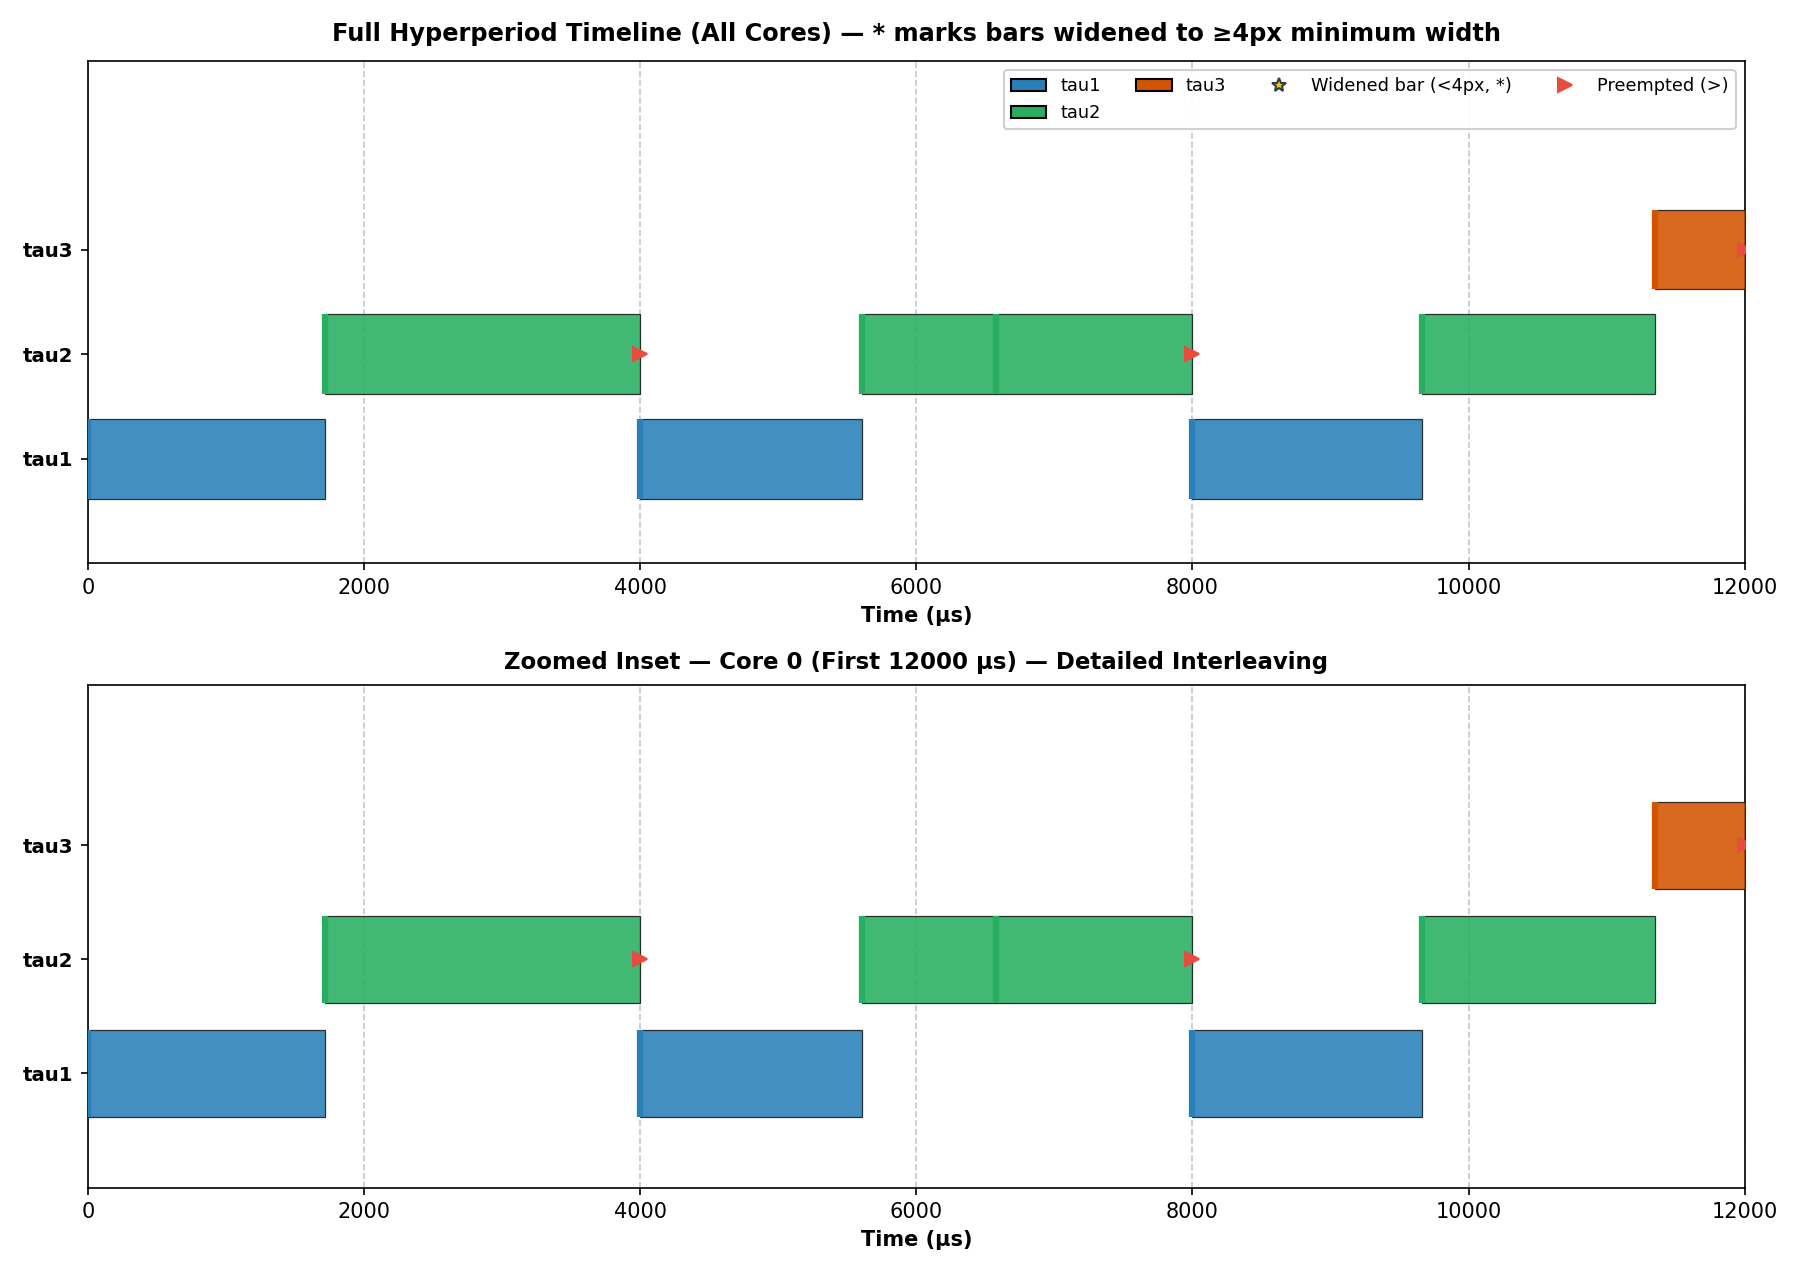 Full Hyperperiod Timeline (All Cores) — * marks bars widened to ≥4px minimum width
tau1 tau3 Widened bar (<4px, *) Preempted (>)
tau2
tau3
tau2
tau1
0 2000 4000 6000 8000 10000 12000
Time (µs)
Zoomed Inset — Core 0 (First 12000 µs) — Detailed Interleaving
tau3
tau2
tau1
0 2000 4000 6000 8000 10000 12000
Time (µs)